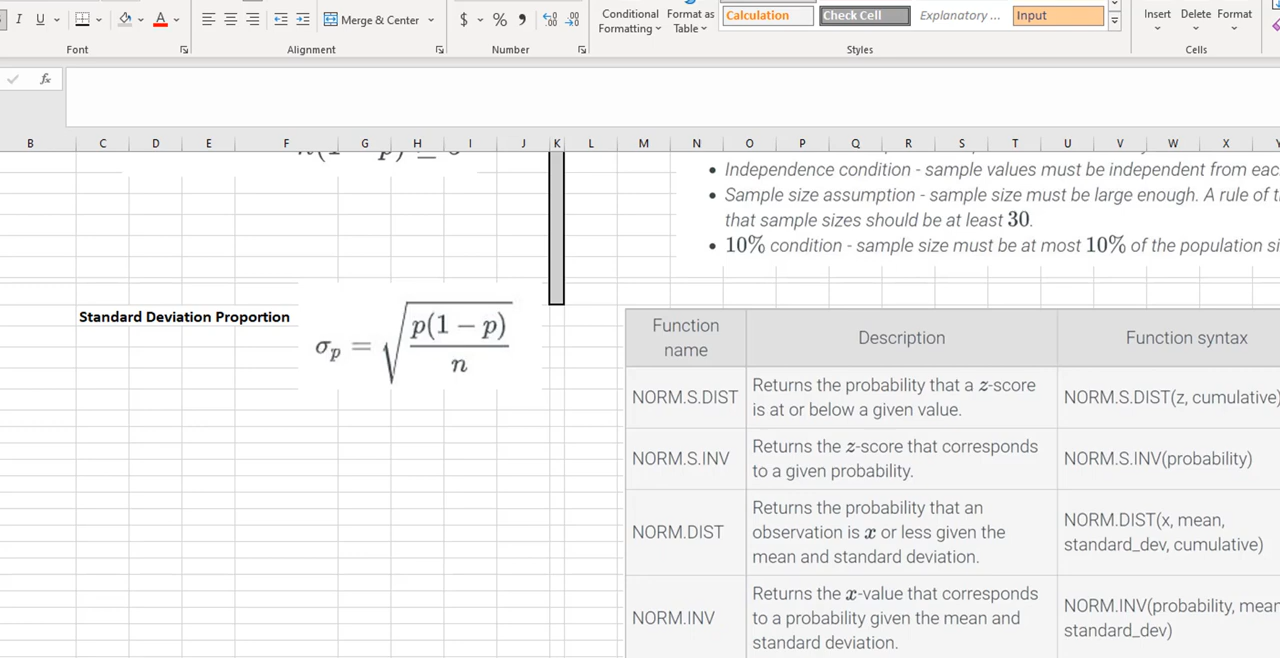 I U A
$ % ,
Merge & Center
Conditional
Formatting
Format as
Table
Calculation
Check Cell
Explanatory ...
Input
Insert Delete Format
Font
Alignment
Number
Styles
Cells
fx
B C D E F G H I J K L M N O P Q R S T U V W X
• Independence condition - sample values must be independent from eac
• Sample size assumption - sample size must be large enough. A rule of t
that sample sizes should be at least 30.
• 10% condition - sample size must be at most 10% of the population si
Standard Deviation Proportion
σp = √(p(1 − p)/n)
Function
name
Description
Function syntax
NORM.S.DIST
Returns the probability that a z-score
is at or below a given value.
NORM.S.DIST(z, cumulative)
NORM.S.INV
Returns the z-score that corresponds
to a given probability.
NORM.S.INV(probability)
NORM.DIST
Returns the probability that an
observation is x or less given the
mean and standard deviation.
NORM.DIST(x, mean,
standard_dev, cumulative)
NORM.INV
Returns the x-value that corresponds
to a probability given the mean and
standard deviation.
NORM.INV(probability, mean
standard_dev)